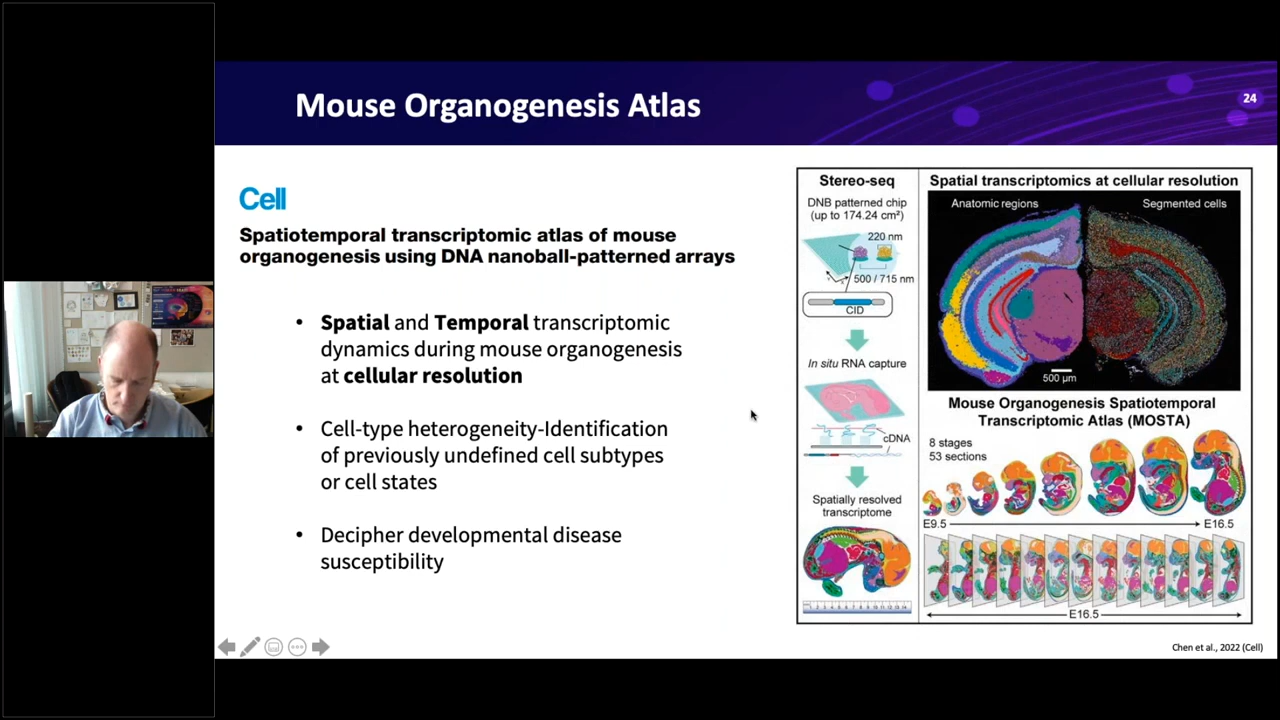 Mouse Organogenesis Atlas
24
Cell
Spatiotemporal transcriptomic atlas of mouse
organogenesis using DNA nanoball-patterned arrays
• Spatial and Temporal transcriptomic
dynamics during mouse organogenesis
at cellular resolution
• Cell-type heterogeneity-Identification
of previously undefined cell subtypes
or cell states
• Decipher developmental disease
susceptibility
Stereo-seq
DNB patterned chip
(up to 174.24 cm²)
220 nm
500 / 715 nm
CID
In situ RNA capture
cDNA
Spatially resolved
transcriptome
Spatial transcriptomics at cellular resolution
Anatomic regions
Segmented cells
500 µm
Mouse Organogenesis Spatiotemporal
Transcriptomic Atlas (MOSTA)
8 stages
53 sections
E9.5
E16.5
E16.5
Chen et al., 2022 (Cell)